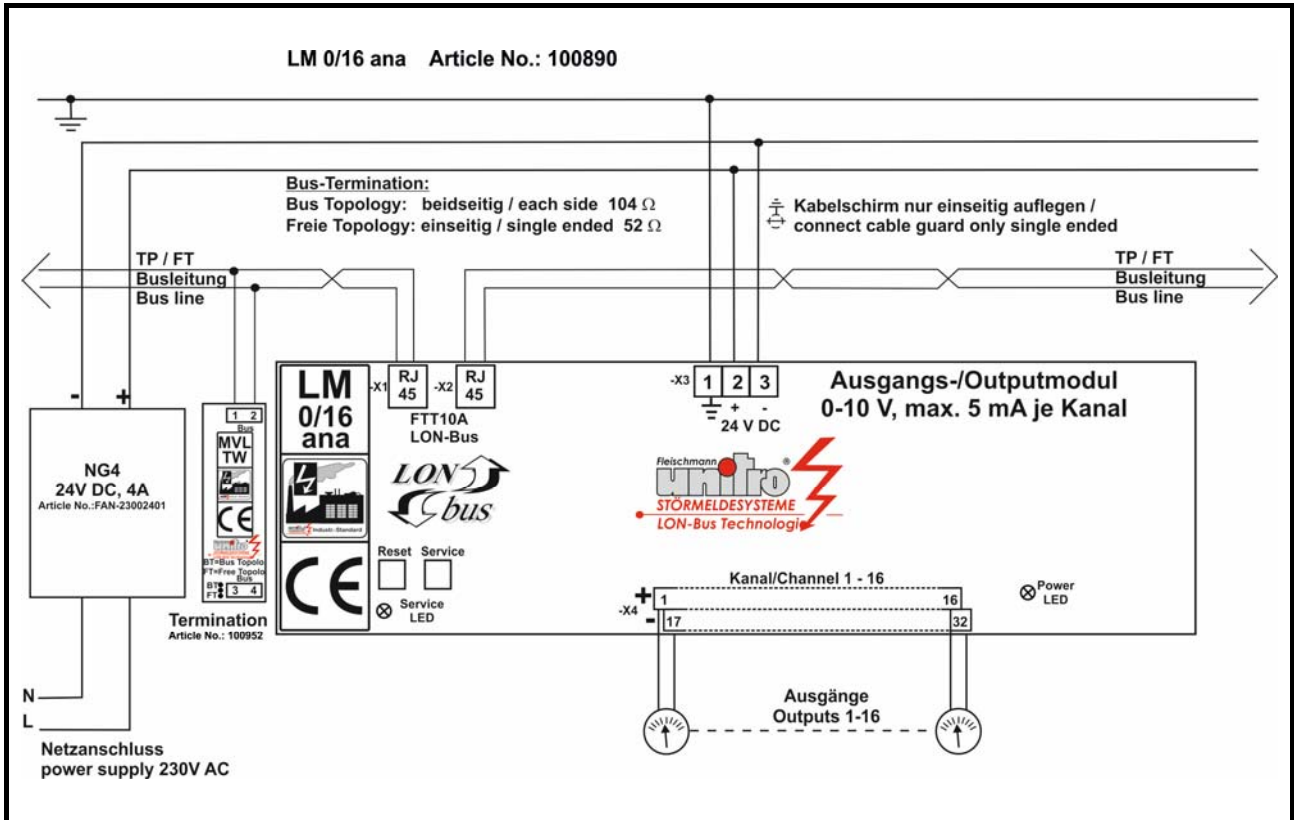 LM 0/16 ana Article No.: 100890
Bus-Termination:
Bus Topology: beidseitig / each side 104 Ω
Freie Topology: einseitig / single ended 52 Ω
Kabelschirm nur einseitig auflegen /
connect cable guard only single ended
TP / FT
Busleitung
Bus line
TP / FT
Busleitung
Bus line
- +
NG4
24V DC, 4A
Article No.:FAN-23002401
1 2
Bus
MVL
TW
CE
unitro
STÖRMELDESYSTEME
BT=Bus Topolo
FT=Free Topolo
Bus
BT
FT
3 4
Termination
Article No.: 100952
LM
0/16
ana
Industr.-Standard
CE
-X1
RJ
45
-X2
RJ
45
FTT10A
LON-Bus
LON
bus
Reset Service
Service
LED
-X3
1 2 3
+ -
24 V DC
Ausgangs-/Outputmodul
0-10 V, max. 5 mA je Kanal
Fleischmann
unitro ®
STÖRMELDESYSTEME
LON-Bus Technologie
Kanal/Channel 1 - 16
-X4
+ 1 16
- 17 32
Power
LED
Ausgänge
Outputs 1-16
N
L
Netzanschluss
power supply 230V AC